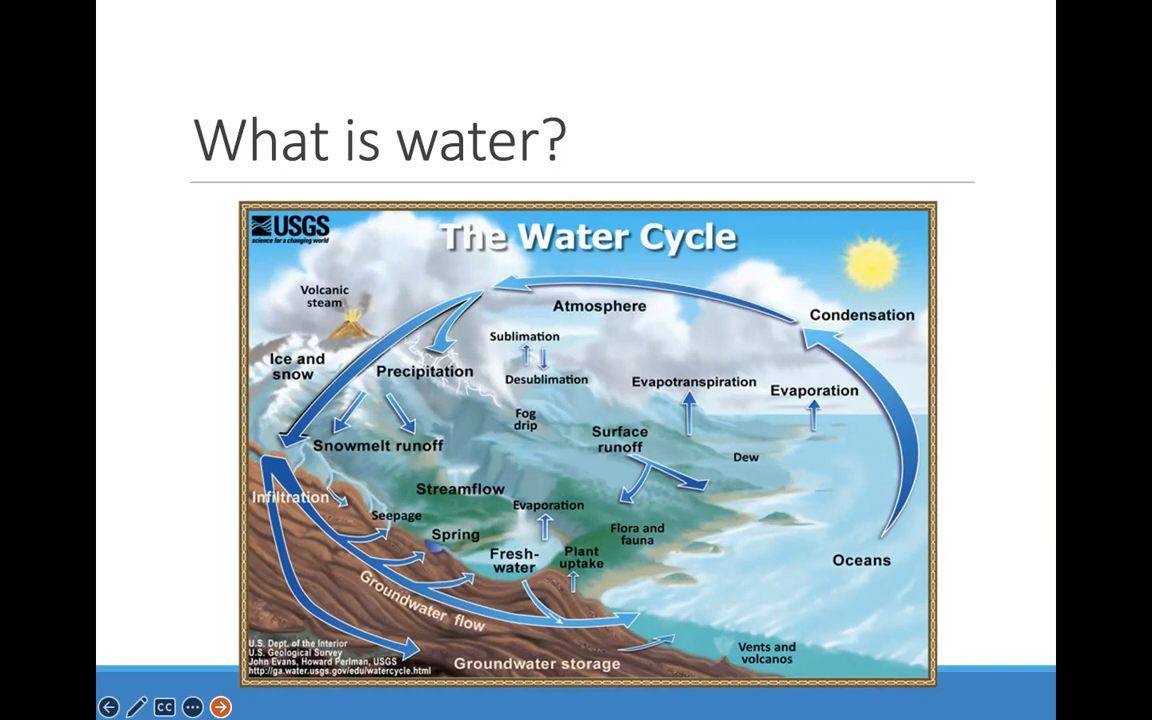 What is water?
USGS
science for a changing world
The Water Cycle
Volcanic
steam
Atmosphere
Condensation
Sublimation
Ice and
snow
Precipitation
Desublimation
Evapotranspiration
Evaporation
Fog
drip
Surface
runoff
Snowmelt runoff
Dew
Infiltration
Streamflow
Evaporation
Seepage
Spring
Flora and
fauna
Fresh-
water
Plant
uptake
Oceans
Groundwater flow
U.S. Dept. of the Interior
U.S. Geological Survey
John Evans, Howard Perlman, USGS
http://ga.water.usgs.gov/edu/watercycle.html
Groundwater storage
Vents and
volcanos
CC